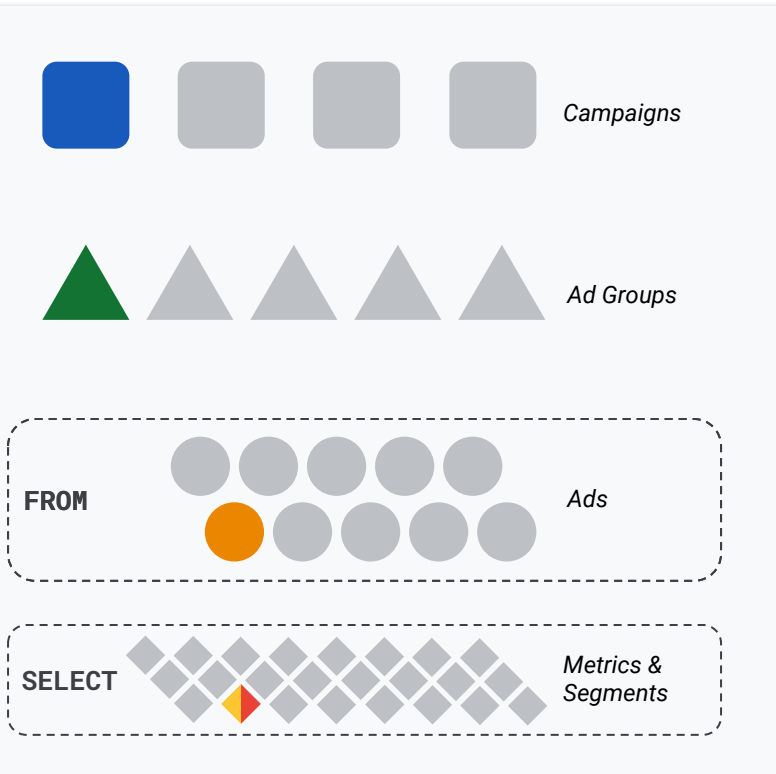 Campaigns
Ad Groups
FROM
Ads
SELECT
Metrics &
Segments